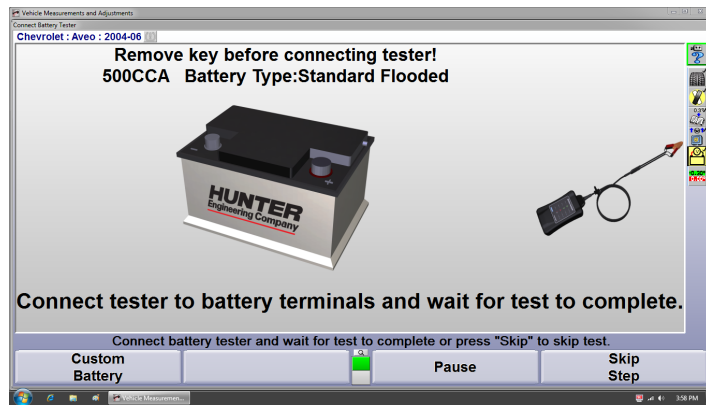 Vehicle Measurements and Adjustments
Connect Battery Tester
Chevrolet : Aveo : 2004-06
Remove key before connecting tester!
500CCA Battery Type:Standard Flooded
HUNTER
Engineering Company
Connect tester to battery terminals and wait for test to complete.
Connect battery tester and wait for test to complete or press "Skip" to skip test.
Custom
Battery
Pause
Skip
Step
Vehicle Measuremen...
3:58 PM